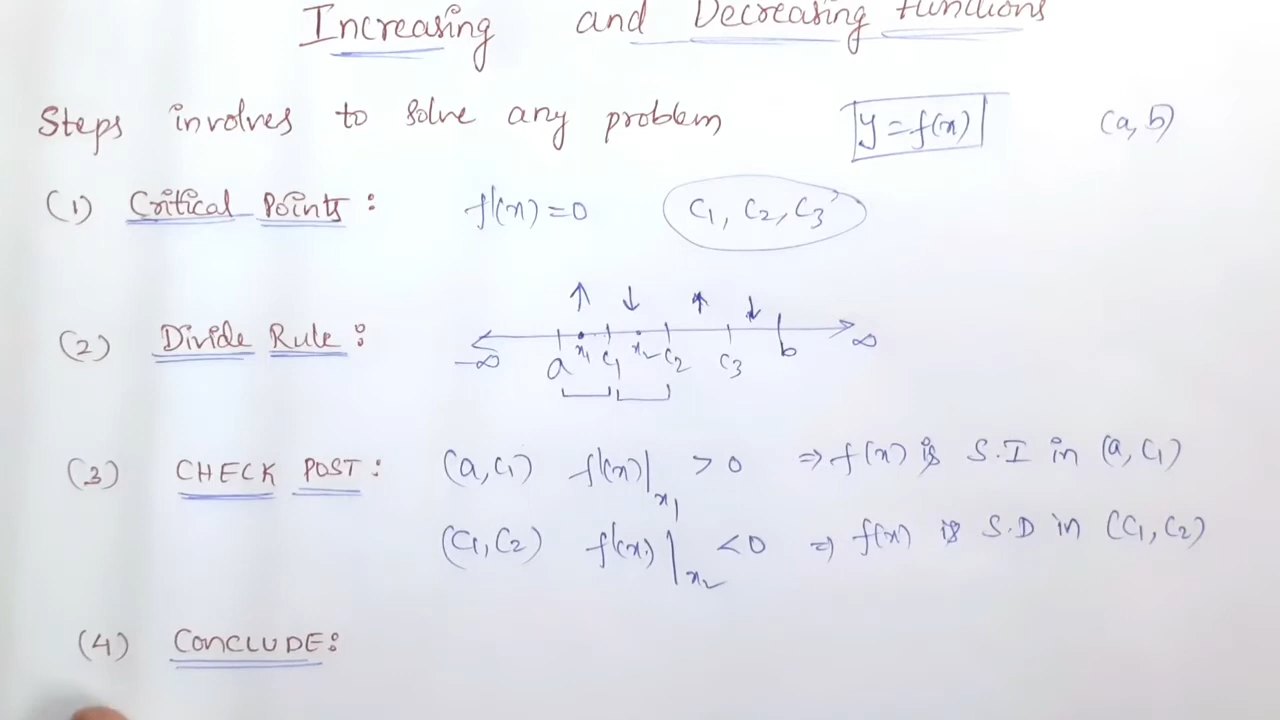 Increasing and Decreasing Functions
Steps involves to solve any problem y = f(x) (a, b)
(1) Critical Points : f'(x) = 0 C1, C2, C3
(2) Divide Rule : -∞ a x1 C1 x2 C2 C3 b ∞
(3) CHECK POST : (a, C1) f'(x)|x1 > 0 ⇒ f(x) is S.I in (a, C1)
(C1, C2) f'(x)|x2 < 0 ⇒ f(x) is S.D in (C1, C2)
(4) CONCLUDE :